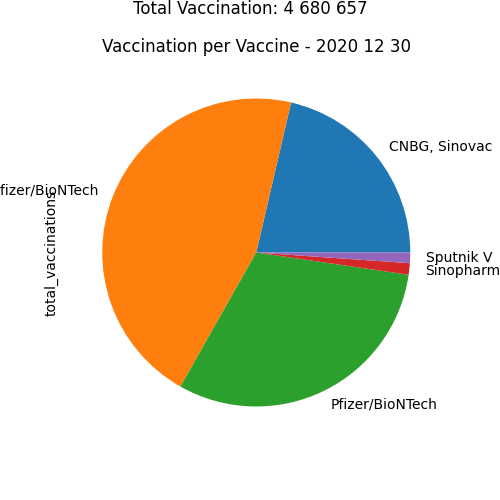 Total Vaccination: 4 680 657
Vaccination per Vaccine - 2020 12 30
CNBG, Sinovac
fizer/BioNTech
total_vaccinations
Sputnik V
Sinopharm
Pfizer/BioNTech